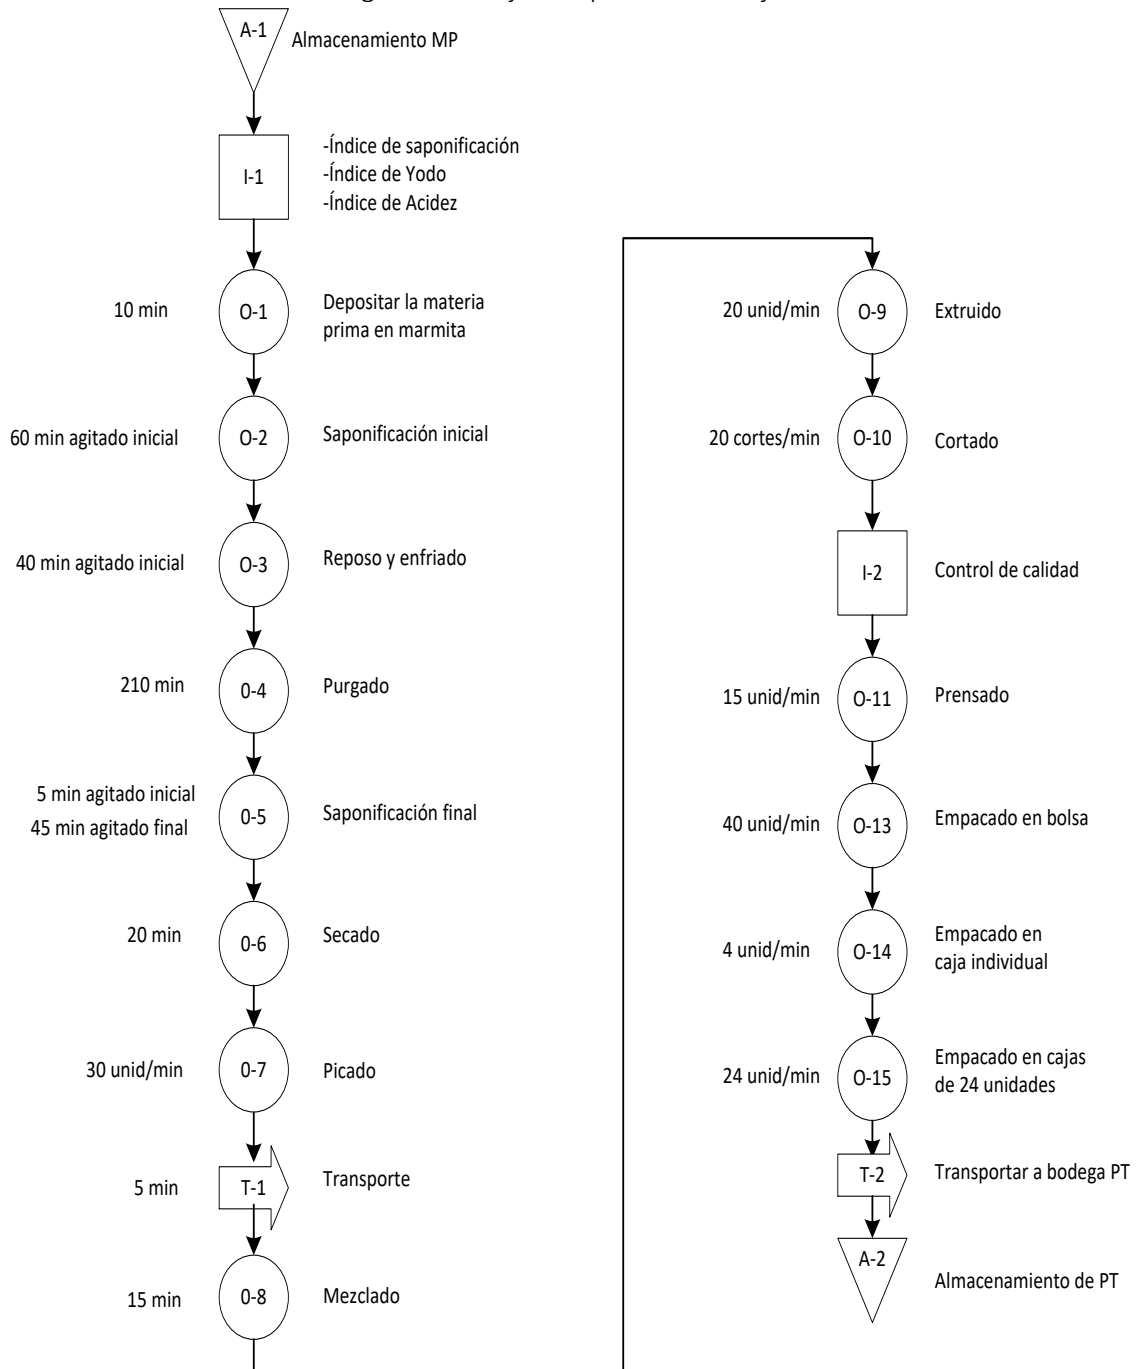 A-1
Almacenamiento MP
I-1
-Índice de saponificación
-Índice de Yodo
-Índice de Acidez
10 min
O-1
Depositar la materia
prima en marmita
60 min agitado inicial
O-2
Saponificación inicial
40 min agitado inicial
O-3
Reposo y enfriado
210 min
0-4
Purgado
5 min agitado inicial
45 min agitado final
0-5
Saponificación final
20 min
0-6
Secado
30 unid/min
0-7
Picado
5 min
T-1
Transporte
15 min
0-8
Mezclado
20 unid/min
O-9
Extruido
20 cortes/min
O-10
Cortado
I-2
Control de calidad
15 unid/min
O-11
Prensado
40 unid/min
O-13
Empacado en bolsa
4 unid/min
O-14
Empacado en
caja individual
24 unid/min
O-15
Empacado en cajas
de 24 unidades
T-2
Transportar a bodega PT
A-2
Almacenamiento de PT